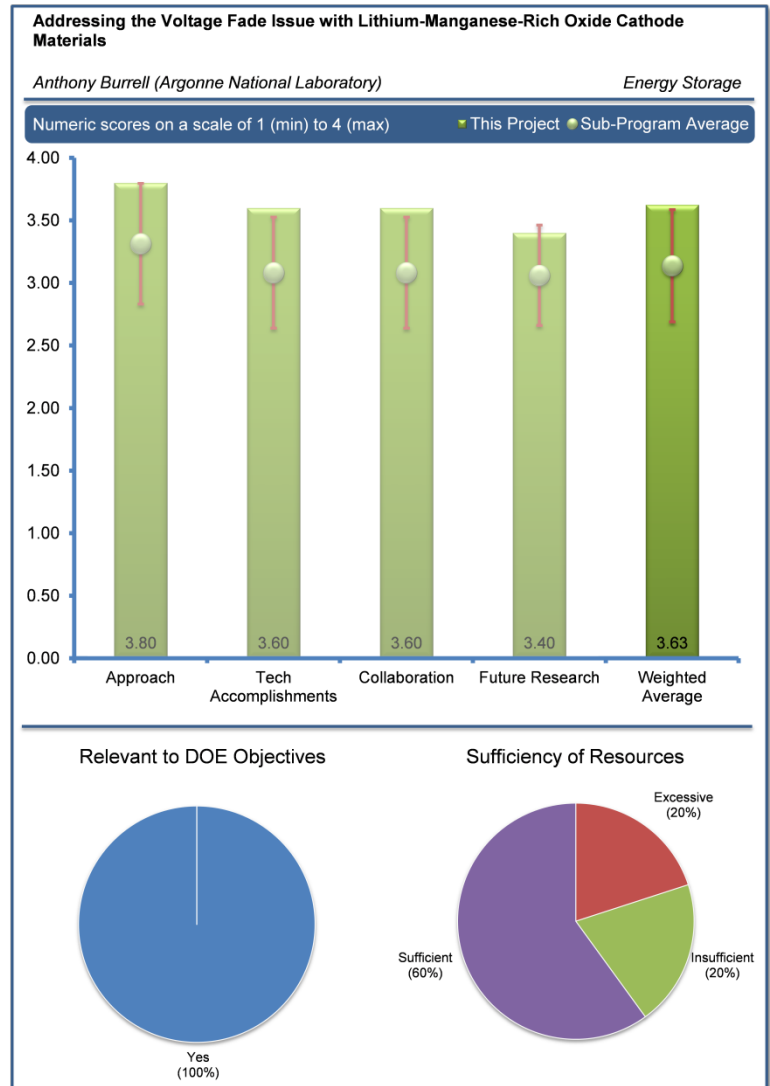 Addressing the Voltage Fade Issue with Lithium-Manganese-Rich Oxide Cathode
Materials
Anthony Burrell (Argonne National Laboratory) Energy Storage
Numeric scores on a scale of 1 (min) to 4 (max) This Project Sub-Program Average
4.00
3.50
3.00
2.50
2.00
1.50
1.00
0.50
0.00
3.80 3.60 3.60 3.40 3.63
Approach Tech Accomplishments Collaboration Future Research Weighted Average
Relevant to DOE Objectives
Yes
(100%)
Sufficiency of Resources
Excessive
(20%)
Insufficient
(20%)
Sufficient
(60%)